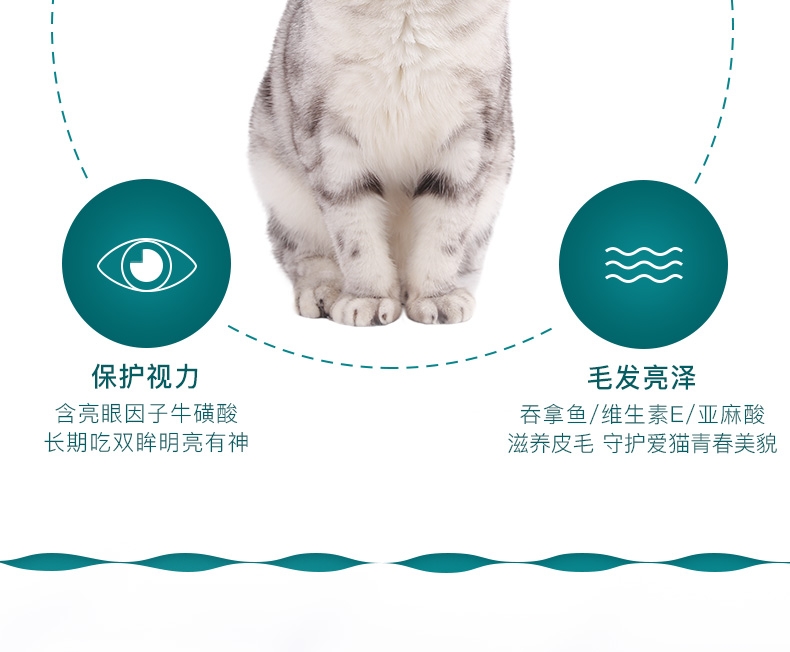 保护视力
含亮眼因子牛磺酸
长期吃双眸明亮有神
毛发亮泽
吞拿鱼/维生素E/亚麻酸
滋养皮毛 守护爱猫青春美貌